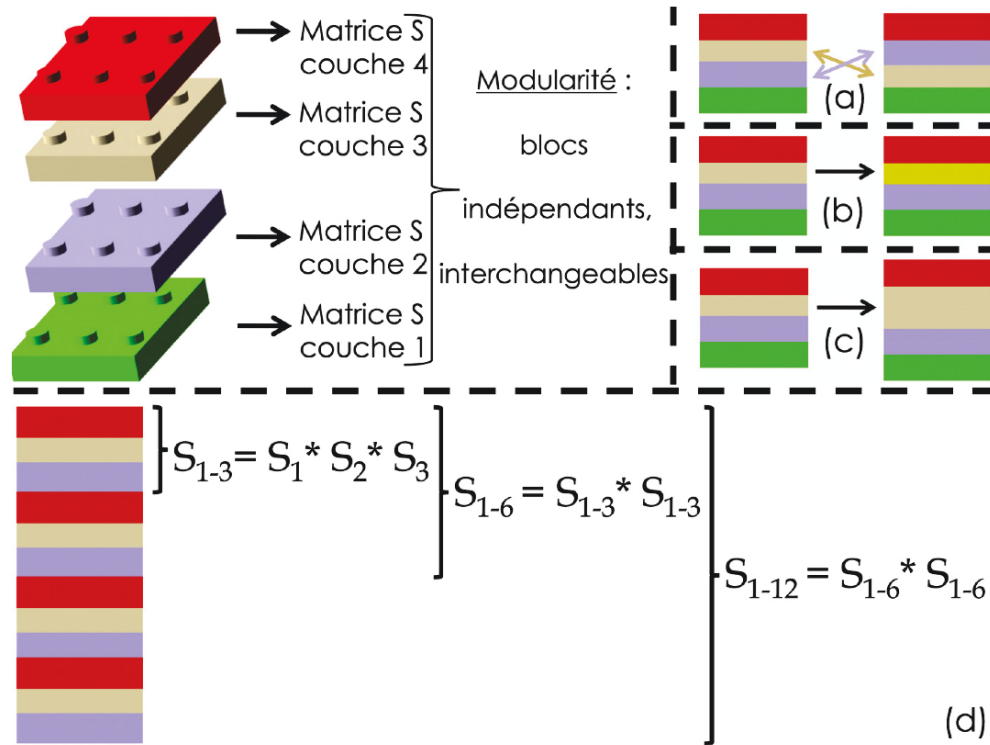 Matrice S
couche 4
Matrice S
couche 3
Matrice S
couche 2
Matrice S
couche 1
Modularité :
blocs
indépendants,
interchangeables
(a)
(b)
(c)
S₁₋₃ = S₁* S₂* S₃
S₁₋₆ = S₁₋₃* S₁₋₃
S₁₋₁₂ = S₁₋₆* S₁₋₆
(d)